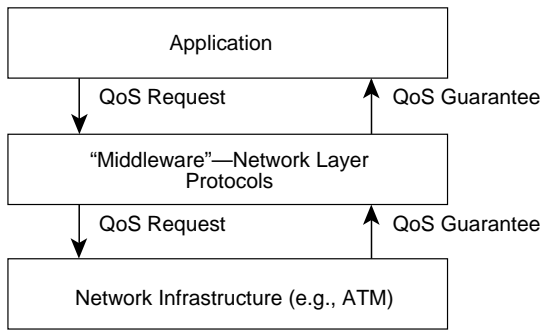 Application
QoS Request
QoS Guarantee
“Middleware”—Network Layer
Protocols
QoS Request
QoS Guarantee
Network Infrastructure (e.g., ATM)